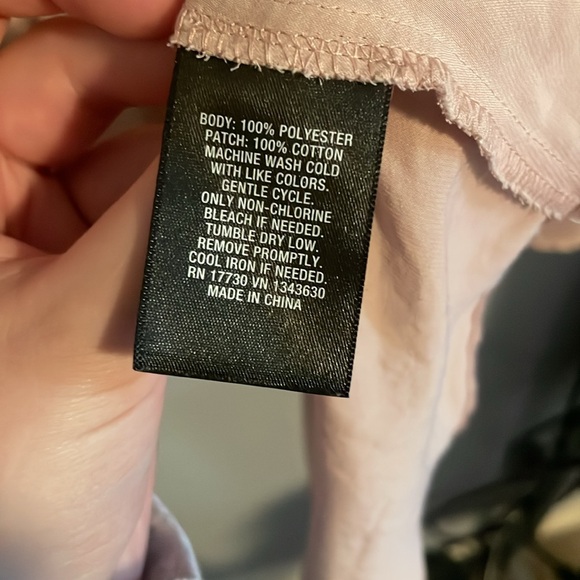 BODY: 100% POLYESTER
PATCH: 100% COTTON
MACHINE WASH COLD
WITH LIKE COLORS.
GENTLE CYCLE.
ONLY NON-CHLORINE
BLEACH IF NEEDED.
TUMBLE DRY LOW.
REMOVE PROMPTLY.
COOL IRON IF NEEDED.
RN 17730 VN 1343630
MADE IN CHINA